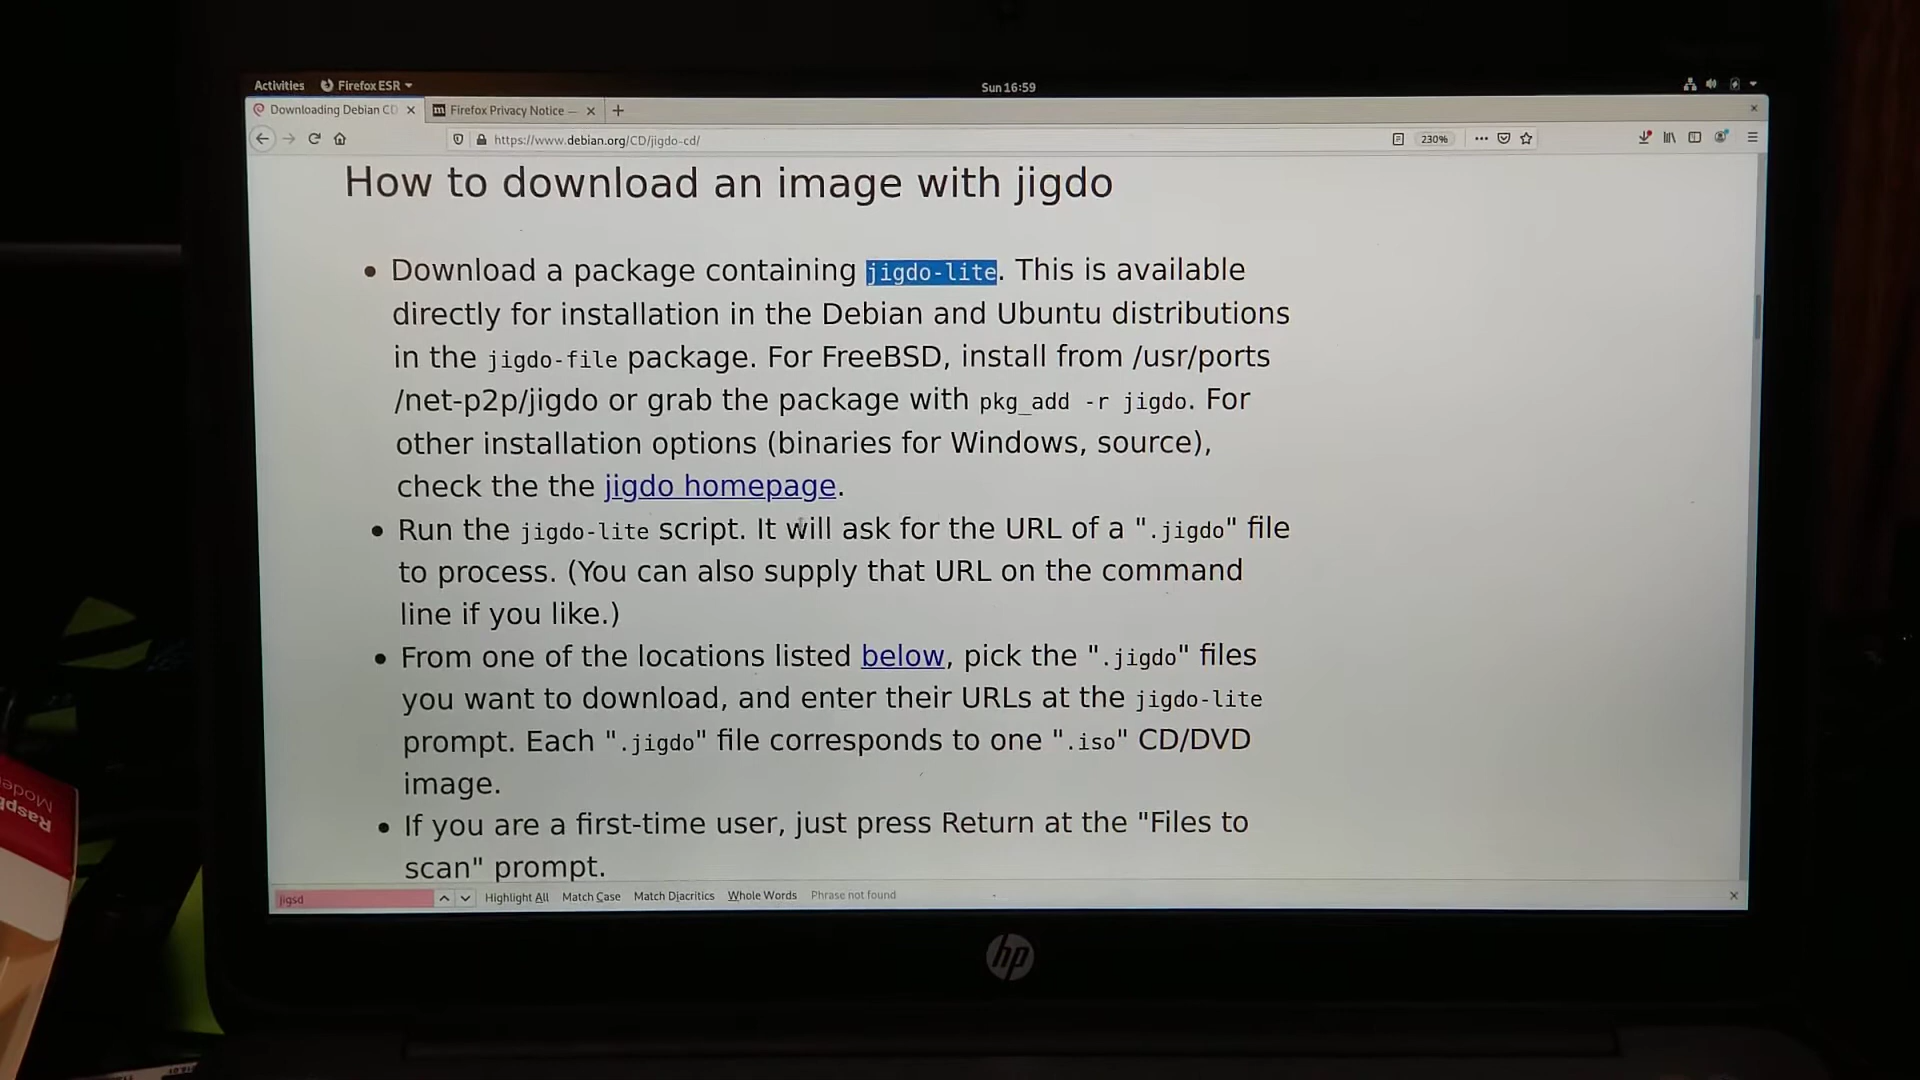 Activities Firefox ESR Sun 16:59
Downloading Debian CD Firefox Privacy Notice —
https://www.debian.org/CD/jigdo-cd/ 230%
How to download an image with jigdo
Download a package containing jigdo-lite. This is available
directly for installation in the Debian and Ubuntu distributions
in the jigdo-file package. For FreeBSD, install from /usr/ports
/net-p2p/jigdo or grab the package with pkg_add -r jigdo. For
other installation options (binaries for Windows, source),
check the the jigdo homepage.
Run the jigdo-lite script. It will ask for the URL of a ".jigdo" file
to process. (You can also supply that URL on the command
line if you like.)
From one of the locations listed below, pick the ".jigdo" files
you want to download, and enter their URLs at the jigdo-lite
prompt. Each ".jigdo" file corresponds to one ".iso" CD/DVD
image.
If you are a first-time user, just press Return at the "Files to
scan" prompt.
jigsd Highlight All Match Case Match Diacritics Whole Words Phrase not found
hp